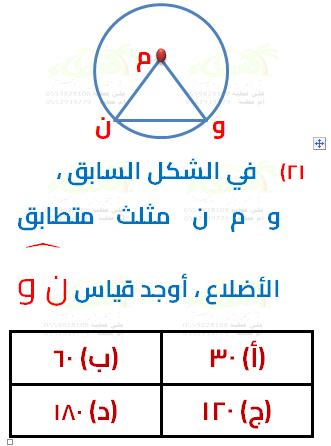 م
ن
و
٢١) في الشكل السابق ،
و م ن مثلث متطابق
الأضلاع ، أوجد قياس ن و
(أ) ٣٠
(ب) ٦٠
(ج) ١٢٠
(د) ١٨٠